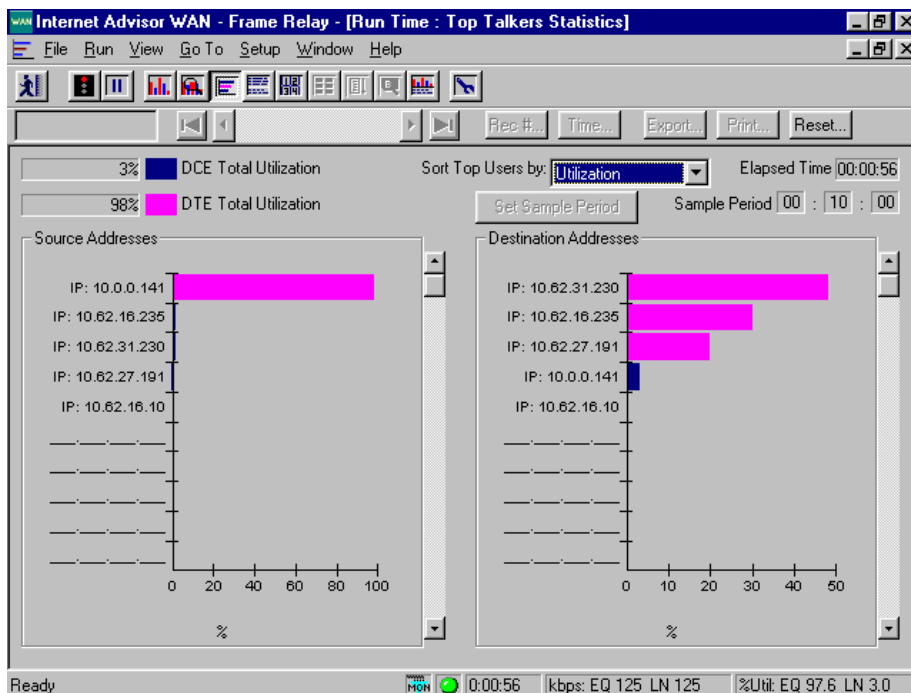 WAN Internet Advisor WAN - Frame Relay - [Run Time : Top Talkers Statistics]
File Run View Go To Setup Window Help
Rec #... Time... Export... Print... Reset...
3% DCE Total Utilization Sort Top Users by: Utilization Elapsed Time 00:00:56
98% DTE Total Utilization Set Sample Period Sample Period 00 : 10 : 00
Source Addresses
IP: 10.0.0.141
IP: 10.62.16.235
IP: 10.62.31.230
IP: 10.62.27.191
IP: 10.62.16.10
0 20 40 60 80 100
%
Destination Addresses
IP: 10.62.31.230
IP: 10.62.16.235
IP: 10.62.27.191
IP: 10.0.0.141
IP: 10.62.16.10
0 10 20 30 40 50
%
Ready MON 0:00:56 kbps: EQ 125 LN 125 %Util: EQ 97.6 LN 3.0